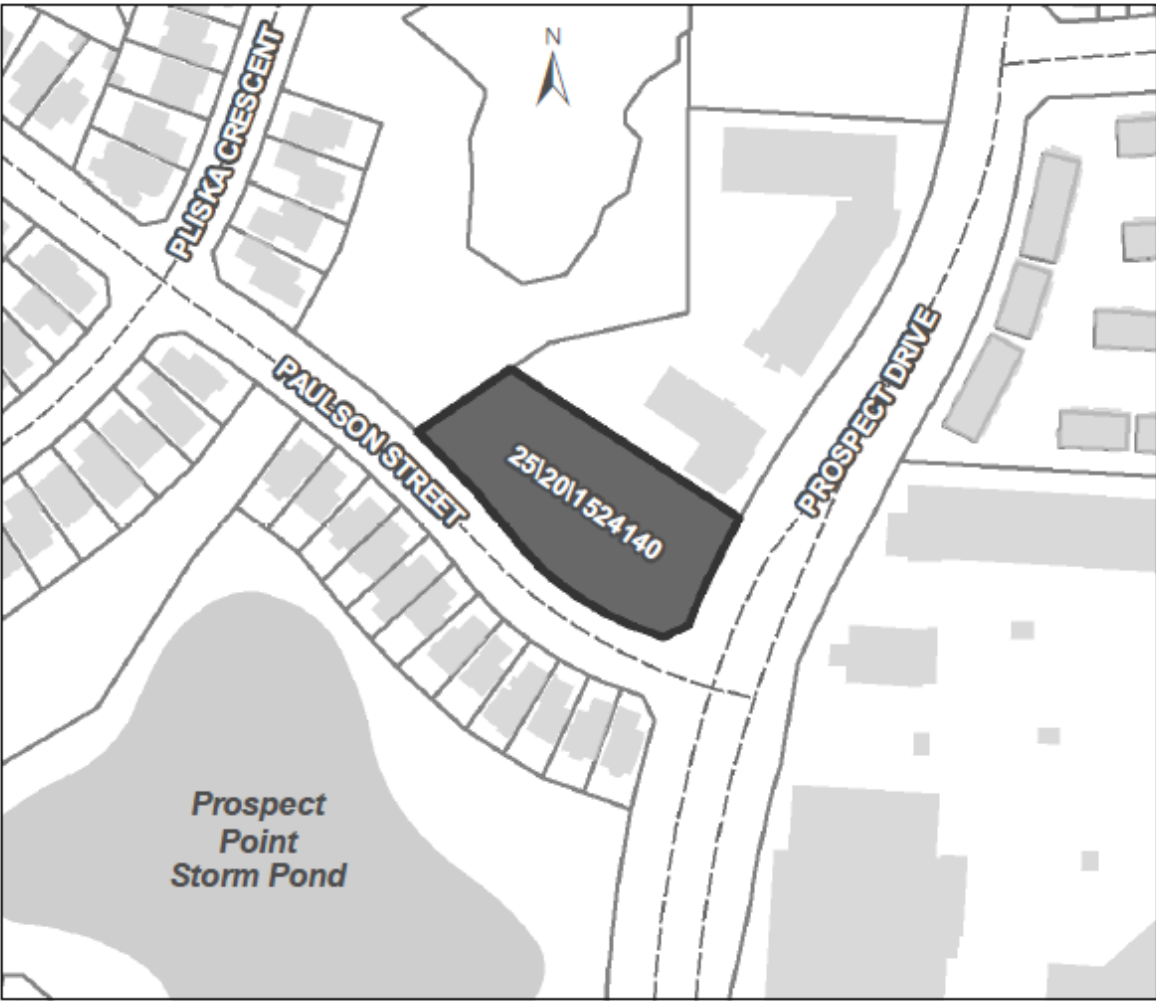 N
PLISKA CRESCENT
PAULSON STREET
PROSPECT DRIVE
25\20\1524140
Prospect
Point
Storm Pond